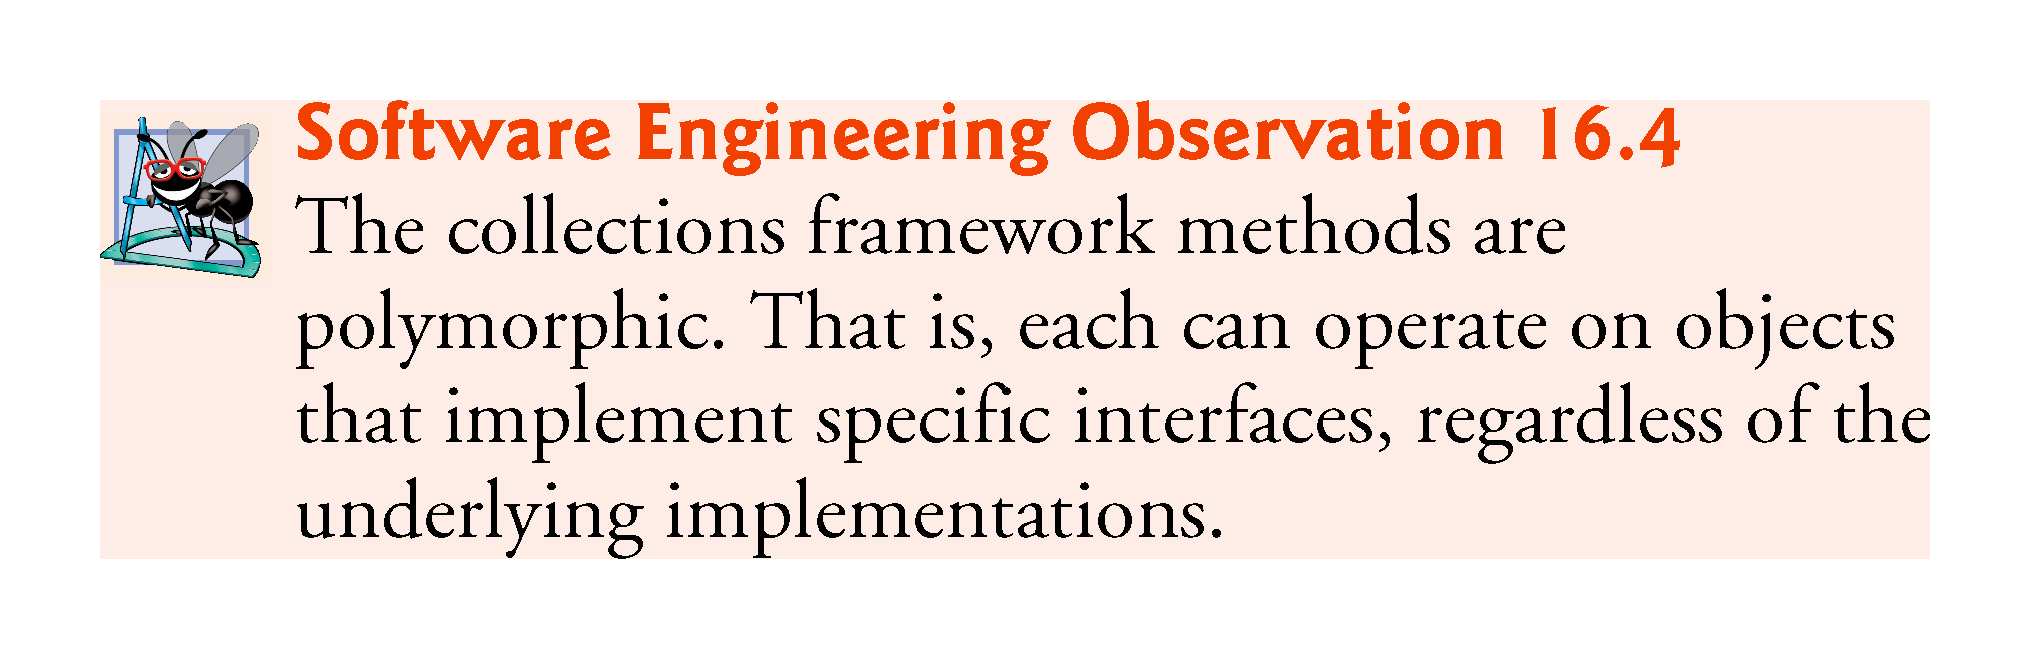 Software Engineering Observation 16.4
The collections framework methods are
polymorphic. That is, each can operate on objects
that implement specific interfaces, regardless of the
underlying implementations.